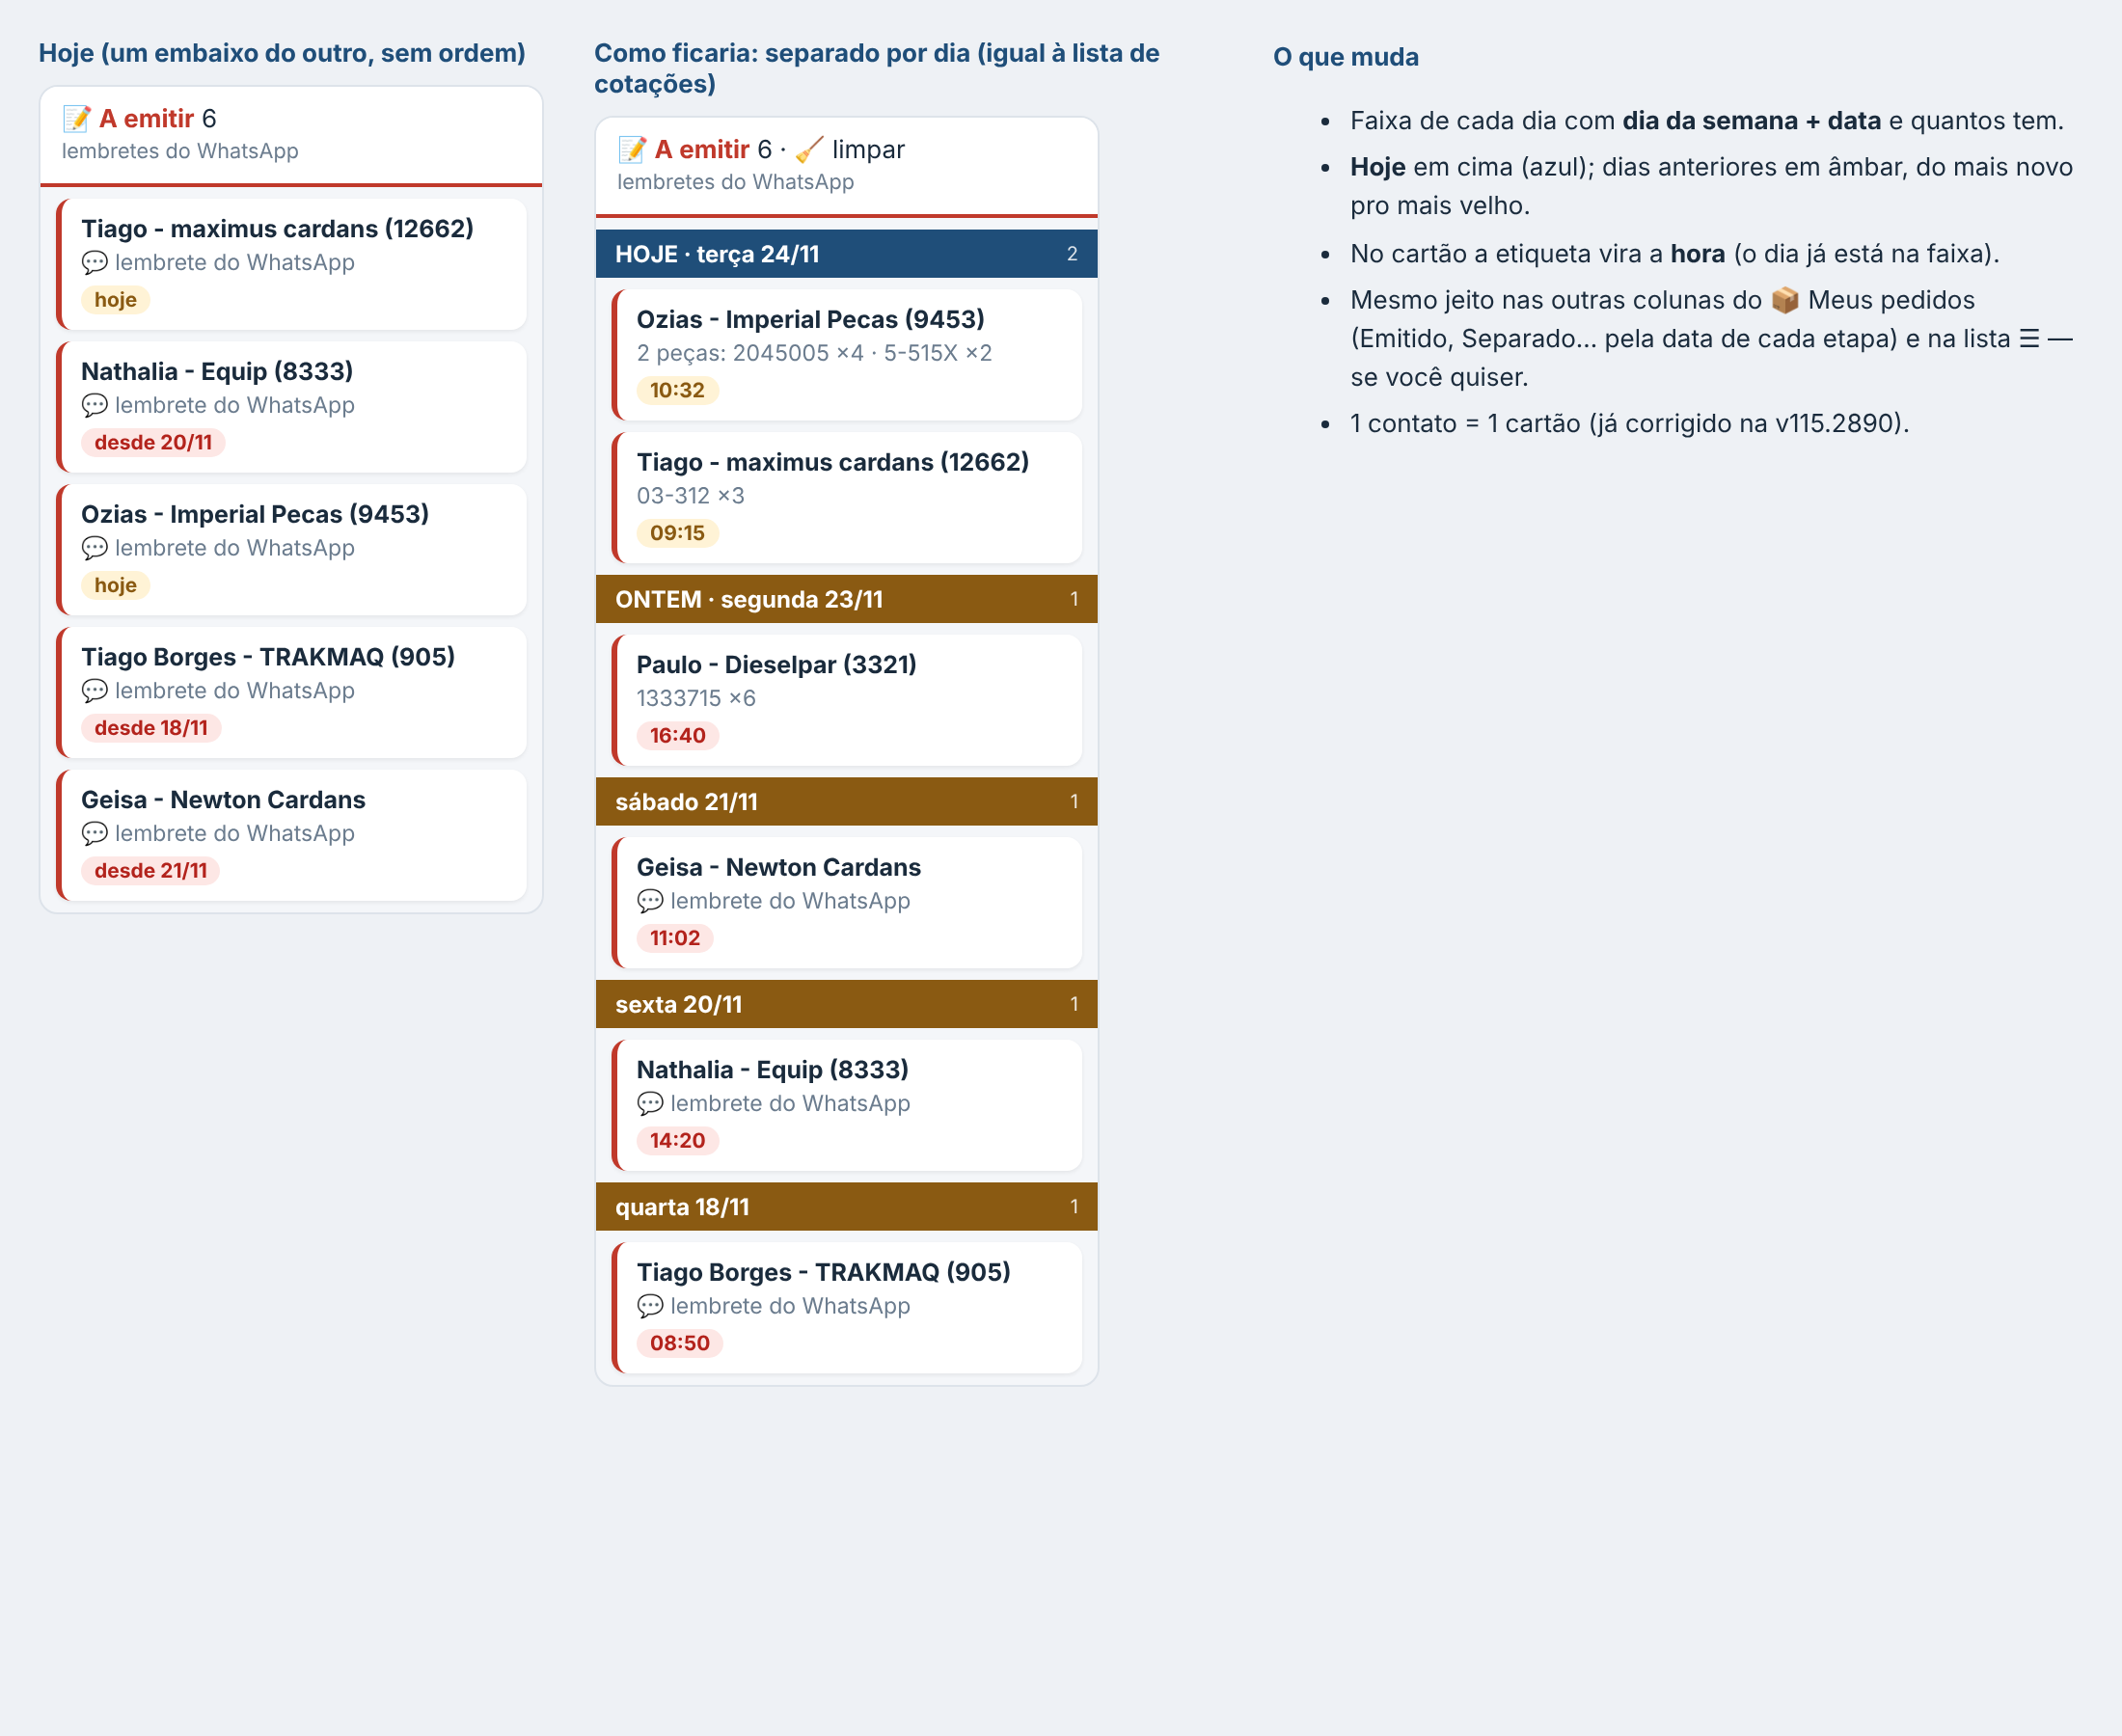 Hoje (um embaixo do outro, sem ordem)
📝 A emitir 6
lembretes do WhatsApp
Tiago - maximus cardans (12662)
💬 lembrete do WhatsApp
hoje
Nathalia - Equip (8333)
💬 lembrete do WhatsApp
desde 20/11
Ozias - Imperial Pecas (9453)
💬 lembrete do WhatsApp
hoje
Tiago Borges - TRAKMAQ (905)
💬 lembrete do WhatsApp
desde 18/11
Geisa - Newton Cardans
💬 lembrete do WhatsApp
desde 21/11
Como ficaria: separado por dia (igual à lista de
cotações)
📝 A emitir 6 · 🧹 limpar
lembretes do WhatsApp
HOJE · terça 24/11 2
Ozias - Imperial Pecas (9453)
2 peças: 2045005 ×4 · 5-515X ×2
10:32
Tiago - maximus cardans (12662)
03-312 ×3
09:15
ONTEM · segunda 23/11 1
Paulo - Dieselpar (3321)
1333715 ×6
16:40
sábado 21/11 1
Geisa - Newton Cardans
💬 lembrete do WhatsApp
11:02
sexta 20/11 1
Nathalia - Equip (8333)
💬 lembrete do WhatsApp
14:20
quarta 18/11 1
Tiago Borges - TRAKMAQ (905)
💬 lembrete do WhatsApp
08:50
O que muda
• Faixa de cada dia com dia da semana + data e quantos tem.
• Hoje em cima (azul); dias anteriores em âmbar, do mais novo
pro mais velho.
• No cartão a etiqueta vira a hora (o dia já está na faixa).
• Mesmo jeito nas outras colunas do 📦 Meus pedidos
(Emitido, Separado... pela data de cada etapa) e na lista ☰ —
se você quiser.
• 1 contato = 1 cartão (já corrigido na v115.2890).